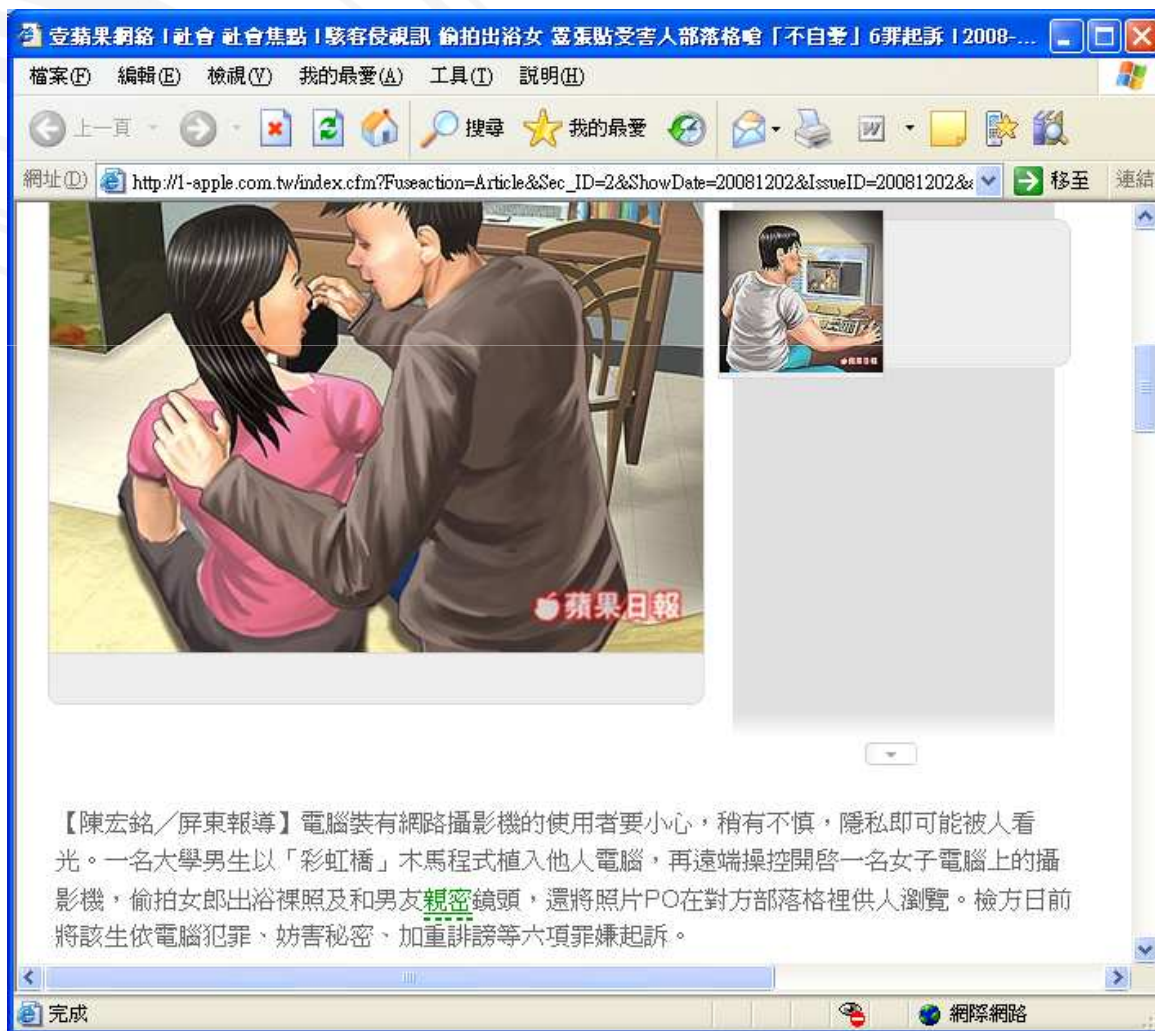 壹蘋果網絡 | 社會 社會焦點 | 駭客侵視訊 偷拍出浴女 囂張貼受害人部落格嗆「不自愛」6罪起訴 | 2008-...
檔案(F) 編輯(E) 檢視(V) 我的最愛(A) 工具(T) 說明(H)
上一頁 搜尋 我的最愛
網址(D) http://1-apple.com.tw/index.cfm?Fuseaction=Article&Sec_ID=2&ShowDate=20081202&IssueID=20081202& 移至 連結
蘋果日報
蘋果日報
【陳宏銘／屏東報導】電腦裝有網路攝影機的使用者要小心，稍有不慎，隱私即可能被人看
光。一名大學男生以「彩虹橋」木馬程式植入他人電腦，再遠端操控開啟一名女子電腦上的攝
影機，偷拍女郎出浴裸照及和男友親密鏡頭，還將照片PO在對方部落格裡供人瀏覽。檢方日前
將該生依電腦犯罪、妨害秘密、加重誹謗等六項罪嫌起訴。
完成 網際網路